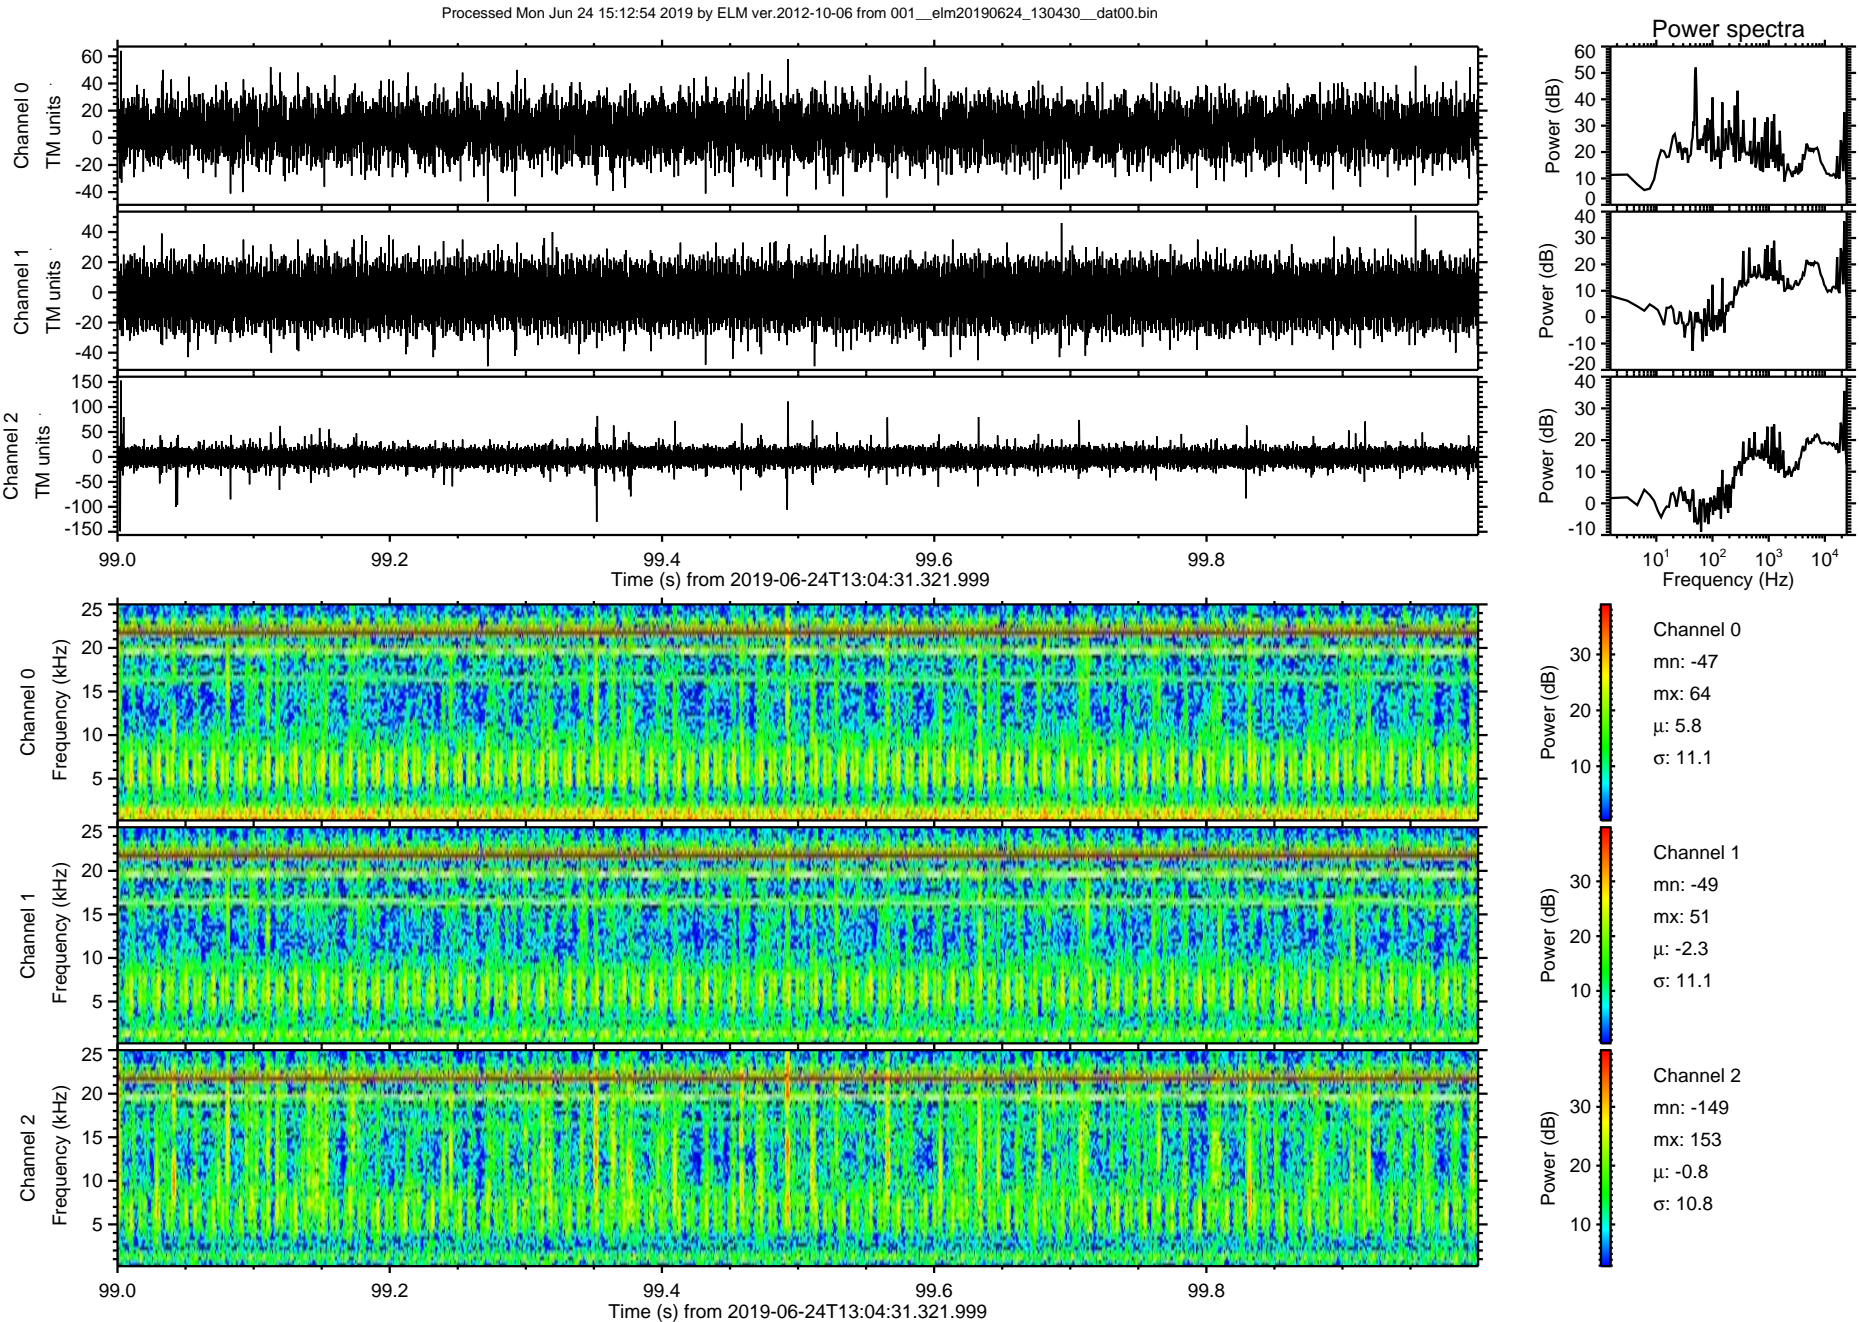 Processed Mon Jun 24 15:12:54 2019 by ELM ver.2012-10-06 from 001__elm20190624_130430__dat00.bin
Power spectra
Channel 0
TM units
60
40
20
0
-20
-40
Power (dB)
60
50
40
30
20
10
0
Channel 1
TM units
40
20
0
-20
-40
Power (dB)
40
30
20
10
0
-10
-20
Channel 2
TM units
150
100
50
0
-50
-100
-150
Power (dB)
40
30
20
10
0
-10
99.0 99.2 99.4 99.6 99.8
Time (s) from 2019-06-24T13:04:31.321.999
10¹ 10² 10³ 10⁴
Frequency (Hz)
Channel 0
Frequency (kHz)
25
20
15
10
5
Power (dB)
30
20
10
Channel 0
mn: -47
mx: 64
μ: 5.8
σ: 11.1
Channel 1
Frequency (kHz)
25
20
15
10
5
Power (dB)
30
20
10
Channel 1
mn: -49
mx: 51
μ: -2.3
σ: 11.1
Channel 2
Frequency (kHz)
25
20
15
10
5
Power (dB)
30
20
10
Channel 2
mn: -149
mx: 153
μ: -0.8
σ: 10.8
99.0 99.2 99.4 99.6 99.8
Time (s) from 2019-06-24T13:04:31.321.999